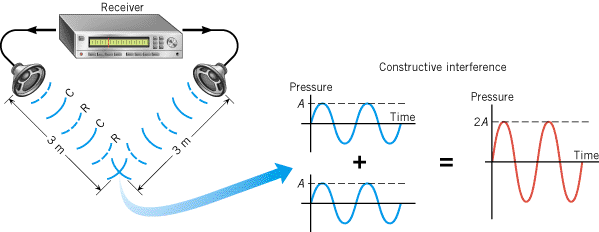 Receiver
C
R
C
R
3 m
3 m
Constructive interference
Pressure
A
Time
+
A
=
Pressure
2A
Time